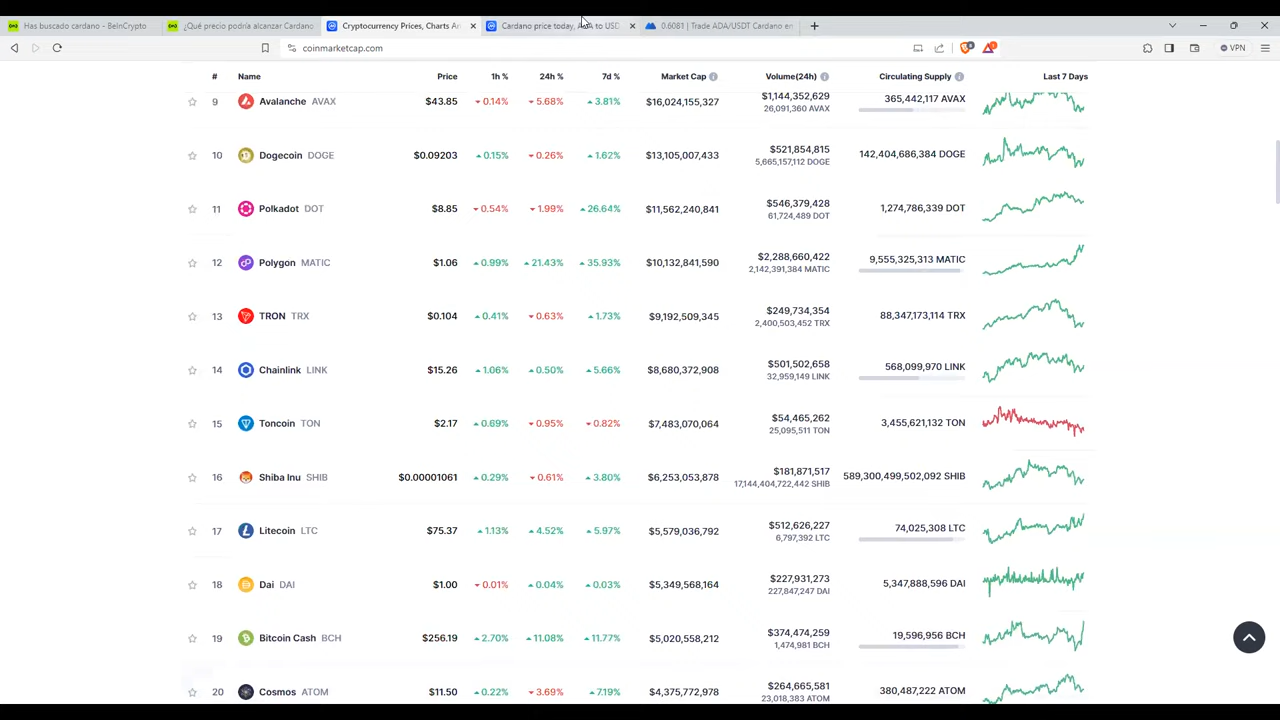 Has buscado cardano - BeInCrypto
¿Qué precio podría alcanzar Cardano
Cryptocurrency Prices, Charts An
Cardano price today, ADA to USD
0.6081 | Trade ADA/USDT Cardano en
coinmarketcap.com
VPN
# Name Price 1h % 24h % 7d % Market Cap Volume(24h) Circulating Supply Last 7 Days
9 Avalanche AVAX $43.85 0.14% 5.68% 3.81% $16,024,155,327 $1,144,352,629 365,442,117 AVAX
26,091,360 AVAX
10 Dogecoin DOGE $0.09203 0.15% 0.26% 1.62% $13,105,007,433 $521,854,815 142,404,686,384 DOGE
5,665,157,112 DOGE
11 Polkadot DOT $8.85 0.54% 1.99% 26.64% $11,562,240,841 $546,379,428 1,274,786,339 DOT
61,724,489 DOT
12 Polygon MATIC $1.06 0.99% 21.43% 35.93% $10,132,841,590 $2,288,660,422 9,555,325,313 MATIC
2,142,391,384 MATIC
13 TRON TRX $0.104 0.41% 0.63% 1.73% $9,192,509,345 $249,734,354 88,347,173,114 TRX
2,400,503,452 TRX
14 Chainlink LINK $15.26 1.06% 0.50% 5.66% $8,680,372,908 $501,502,658 568,099,970 LINK
32,959,149 LINK
15 Toncoin TON $2.17 0.69% 0.95% 0.82% $7,483,070,064 $54,465,262 3,455,621,132 TON
25,095,511 TON
16 Shiba Inu SHIB $0.00001061 0.29% 0.61% 3.80% $6,253,053,878 $181,871,517 589,300,499,502,092 SHIB
17,144,404,722,442 SHIB
17 Litecoin LTC $75.37 1.13% 4.52% 5.97% $5,579,036,792 $512,626,227 74,025,308 LTC
6,797,392 LTC
18 Dai DAI $1.00 0.01% 0.04% 0.03% $5,349,568,164 $227,931,273 5,347,888,596 DAI
227,847,247 DAI
19 Bitcoin Cash BCH $256.19 2.70% 11.08% 11.77% $5,020,558,212 $374,474,259 19,596,956 BCH
1,474,981 BCH
20 Cosmos ATOM $11.50 0.22% 3.69% 7.19% $4,375,772,978 $264,665,581 380,487,222 ATOM
23,018,383 ATOM